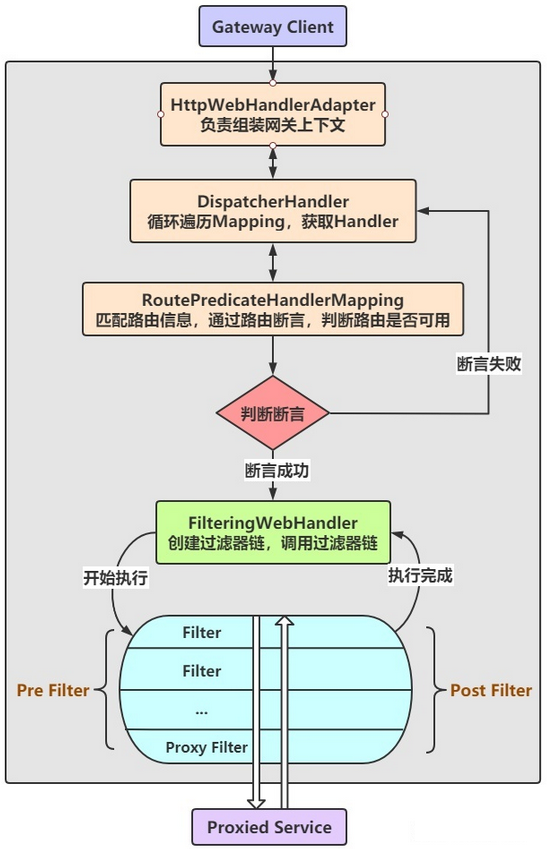 Gateway Client
HttpWebHandlerAdapter
负责组装网关上下文
DispatcherHandler
循环遍历Mapping，获取Handler
RoutePredicateHandlerMapping
匹配路由信息，通过路由断言，判断路由是否可用
断言失败
判断断言
断言成功
FilteringWebHandler
创建过滤器链，调用过滤器链
开始执行
执行完成
Filter
Filter
Pre Filter
Post Filter
...
Proxy Filter
Proxied Service